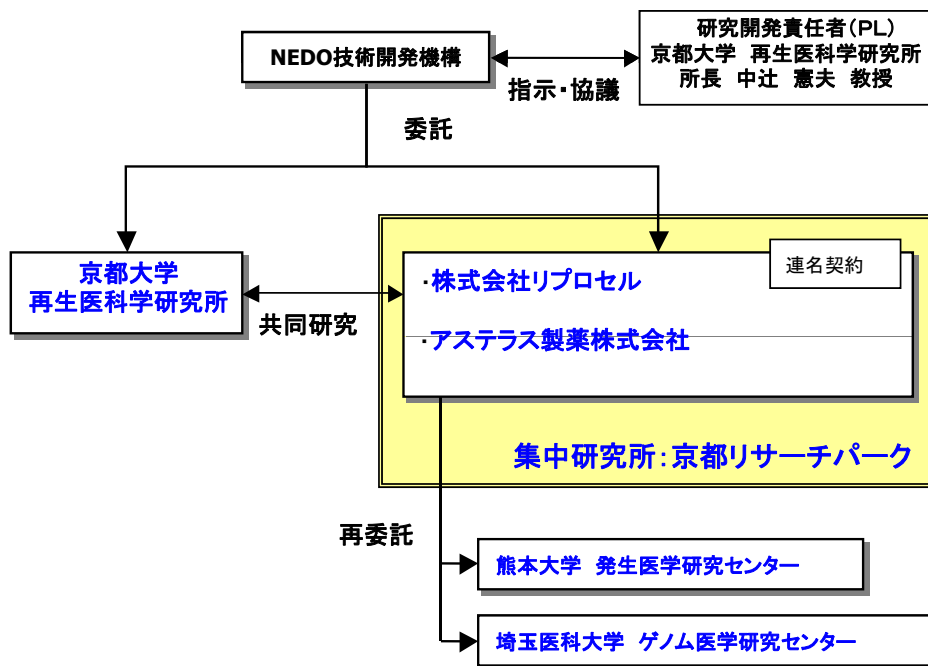 研究開発責任者(PL)
京都大学 再生医科学研究所
所長 中辻 憲夫 教授
NEDO技術開発機構
指示・協議
委託
連名契約
京都大学
再生医科学研究所
・株式会社リプロセル
共同研究
・アステラス製薬株式会社
集中研究所:京都リサーチパーク
再委託
熊本大学 発生医学研究センター
埼玉医科大学 ゲノム医学研究センター